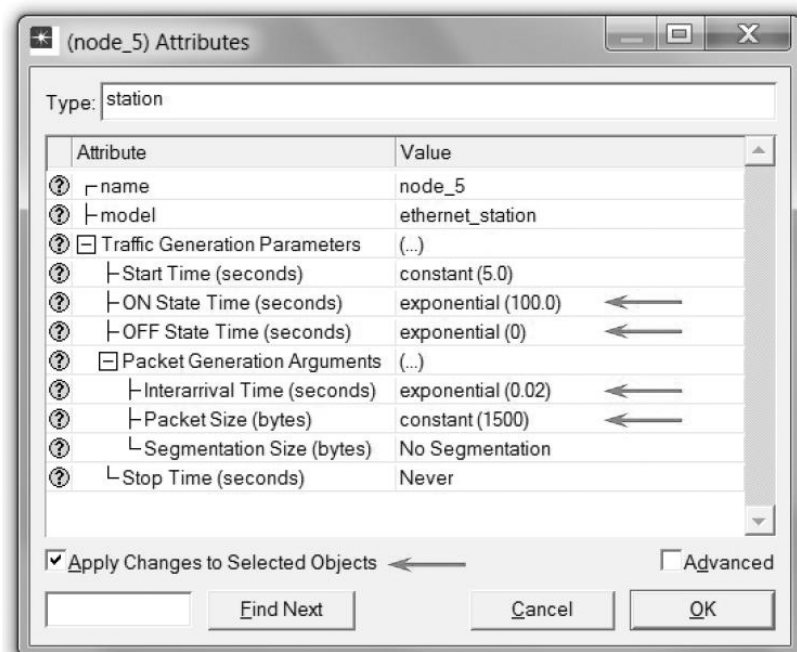 (node_5) Attributes
Type: station
Attribute Value
name node_5
model ethernet_station
Traffic Generation Parameters (...)
Start Time (seconds) constant (5.0)
ON State Time (seconds) exponential (100.0)
OFF State Time (seconds) exponential (0)
Packet Generation Arguments (...)
Interarrival Time (seconds) exponential (0.02)
Packet Size (bytes) constant (1500)
Segmentation Size (bytes) No Segmentation
Stop Time (seconds) Never
Apply Changes to Selected Objects Advanced
Find Next Cancel OK